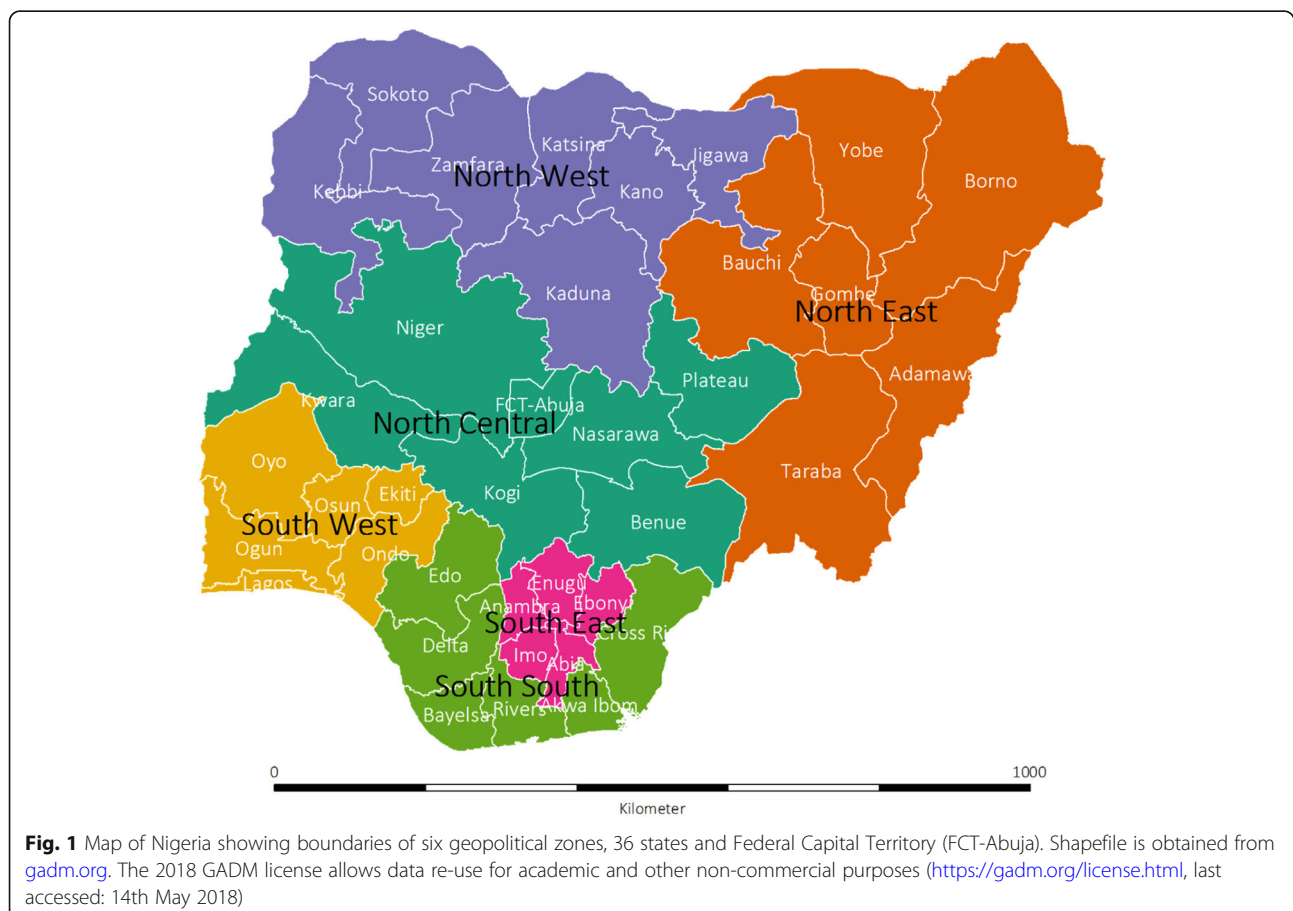 Sokoto
Katsina
Zamfara
Jigawa
Yobe
North West
Borno
Kebbi
Kano
Bauchi
Kaduna
Gombe
North East
Niger
Adamawa
Plateau
Kwara
FCT-Abuja
North Central
Nasarawa
Oyo
Taraba
Kogi
Ekiti
Osun
South West
Benue
Ogun
Ondo
Edo
Lagos
Enugu
Anambra
Ebonyi
South East
Cross Ri
Delta
Imo
Abia
South South
Bayelsa
Rivers
Akwa Ibom
0 1000
Kilometer
Fig. 1 Map of Nigeria showing boundaries of six geopolitical zones, 36 states and Federal Capital Territory (FCT-Abuja). Shapefile is obtained from
gadm.org. The 2018 GADM license allows data re-use for academic and other non-commercial purposes (https://gadm.org/license.html, last
accessed: 14th May 2018)